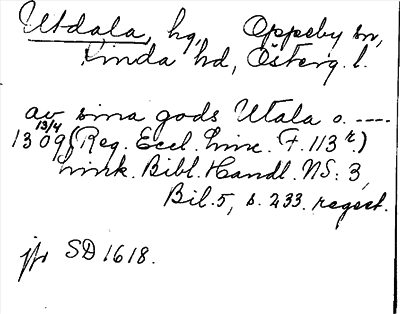 Utdala, hg, Oppeby sn,
Kinda hd, Österg. l.
av sina gods Utala o. ----
13/4
1309 (Reg. Eccl. Linc. F. 113 r.)
Link. Bibl. Handl. NS: 3,
Bil. 5, s. 233. regest.
jfr SD 1618.